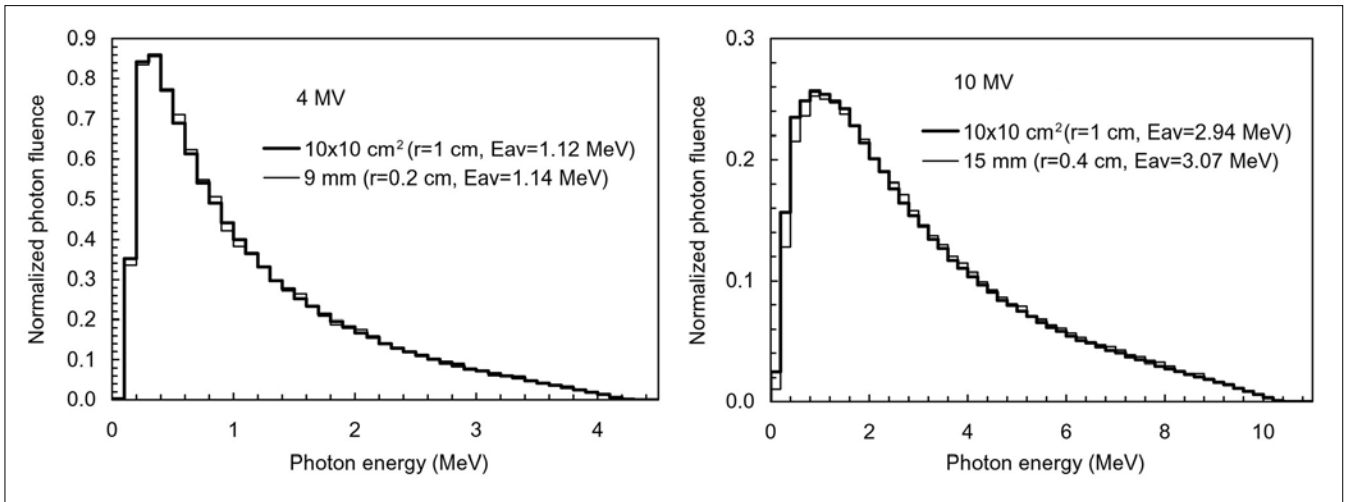 0.9
0.8
0.7
0.6
0.5
0.4
0.3
0.2
0.1
0.0
Normalized photon fluence
4 MV
10x10 cm² (r=1 cm, Eav=1.12 MeV)
9 mm (r=0.2 cm, Eav=1.14 MeV)
0 1 2 3 4
Photon energy (MeV)
0.3
0.2
0.1
0.0
Normalized photon fluence
10 MV
10x10 cm² (r=1 cm, Eav=2.94 MeV)
15 mm (r=0.4 cm, Eav=3.07 MeV)
0 2 4 6 8 10
Photon energy (MeV)